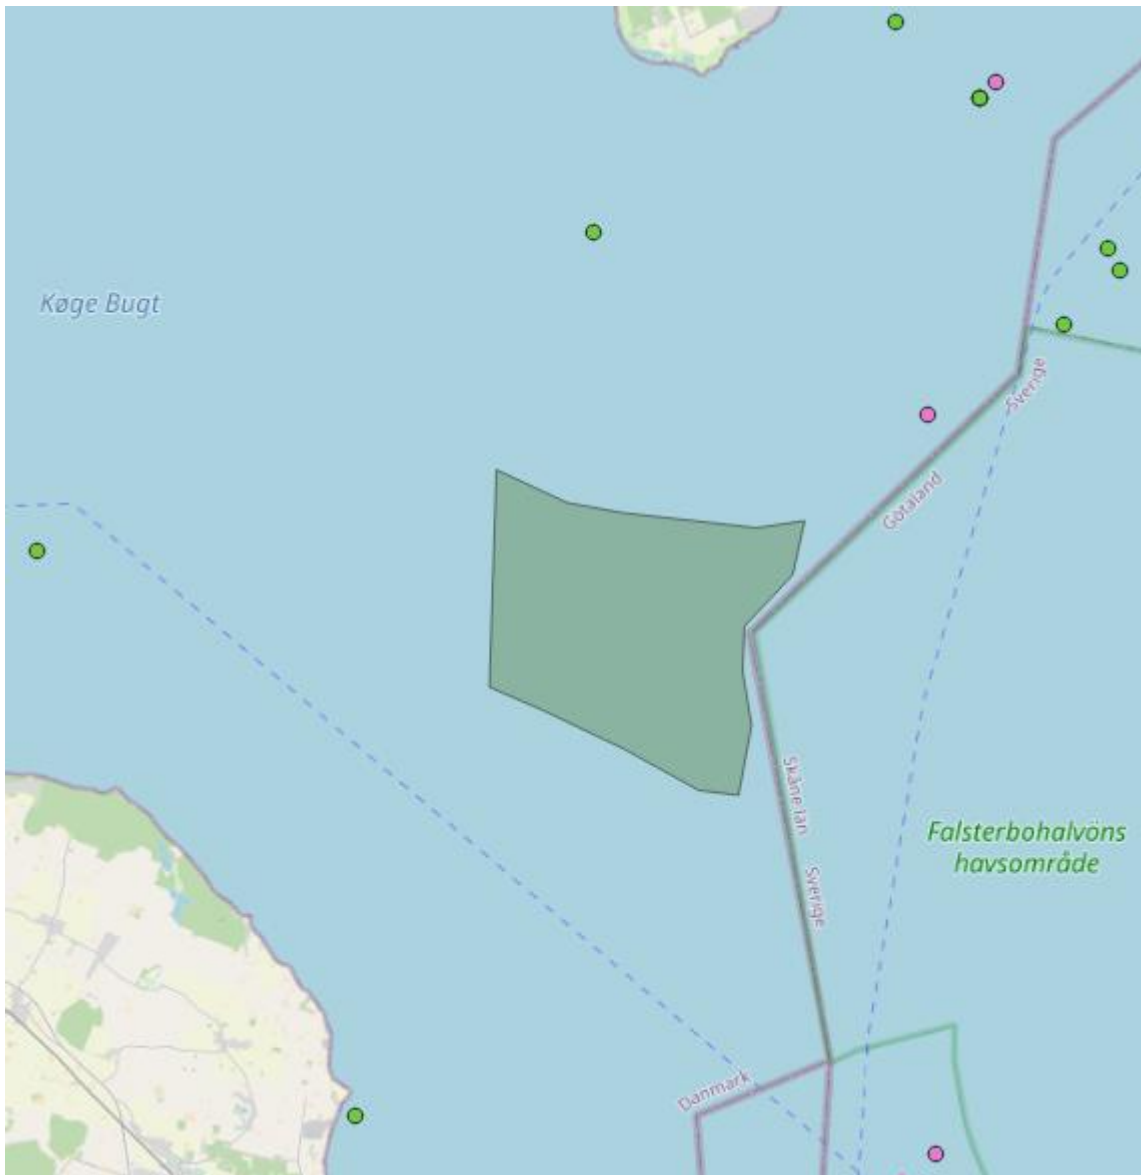 Køge Bugt
Sverige
Götaland
Skåne län
Sverige
Falsterbohalvöns
havsområde
Danmark